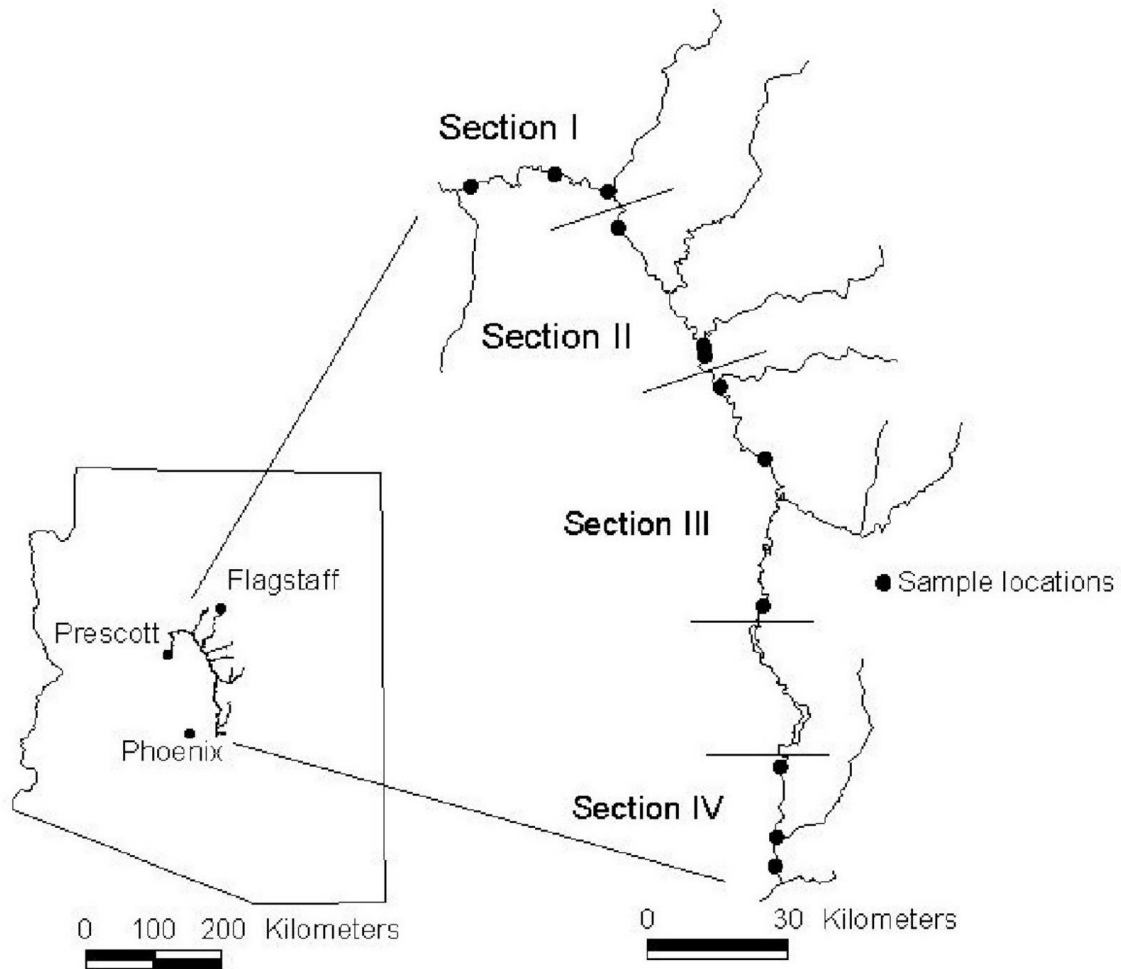 Section I
Section II
Section III
Sample locations
Flagstaff
Prescott
Phoenix
Section IV
0 100 200 Kilometers
0 30 Kilometers